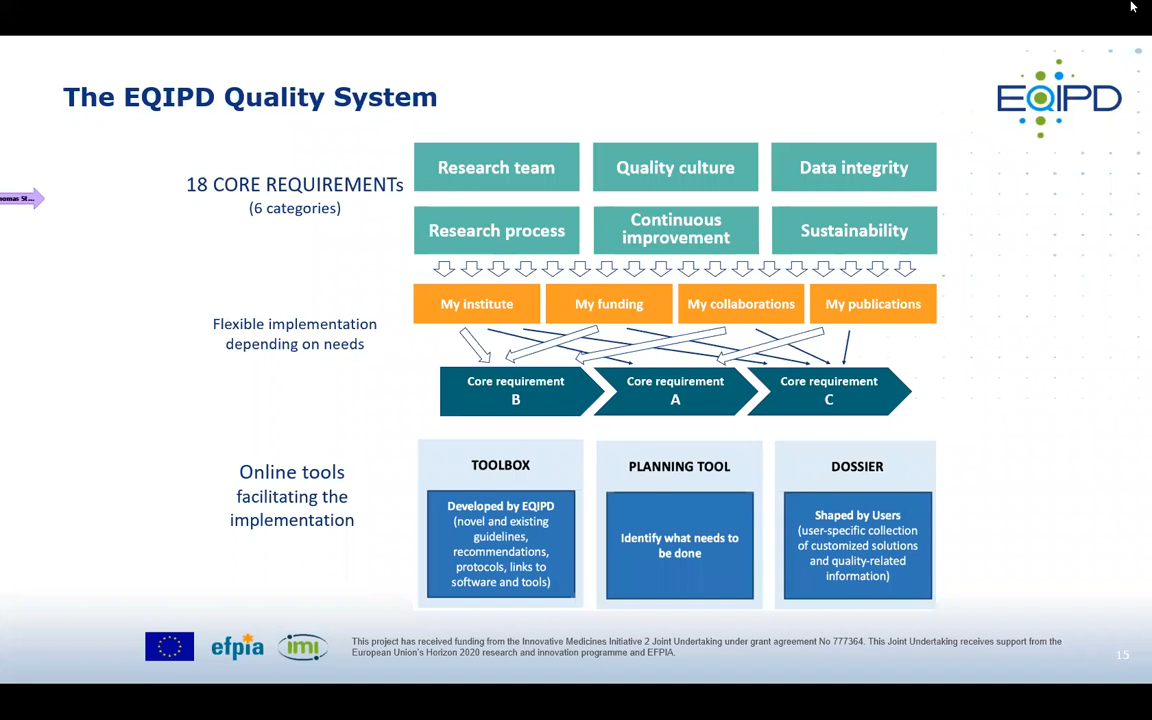 The EQIPD Quality System
EQIPD
18 CORE REQUIREMENTs
(6 categories)
Research team
Quality culture
Data integrity
Research process
Continuous
improvement
Sustainability
My institute
My funding
My collaborations
My publications
Flexible implementation
depending on needs
Core requirement
B
Core requirement
A
Core requirement
C
Online tools
facilitating the
implementation
TOOLBOX
Developed by EQIPD
(novel and existing
guidelines,
recommendations,
protocols, links to
software and tools)
PLANNING TOOL
Identify what needs to
be done
DOSSIER
Shaped by Users
(user-specific collection
of customized solutions
and quality-related
information)
efpia
imi
This project has received funding from the Innovative Medicines Initiative 2 Joint Undertaking under grant agreement No 777364. This Joint Undertaking receives support from the
European Union's Horizon 2020 research and innovation programme and EFPIA.
15